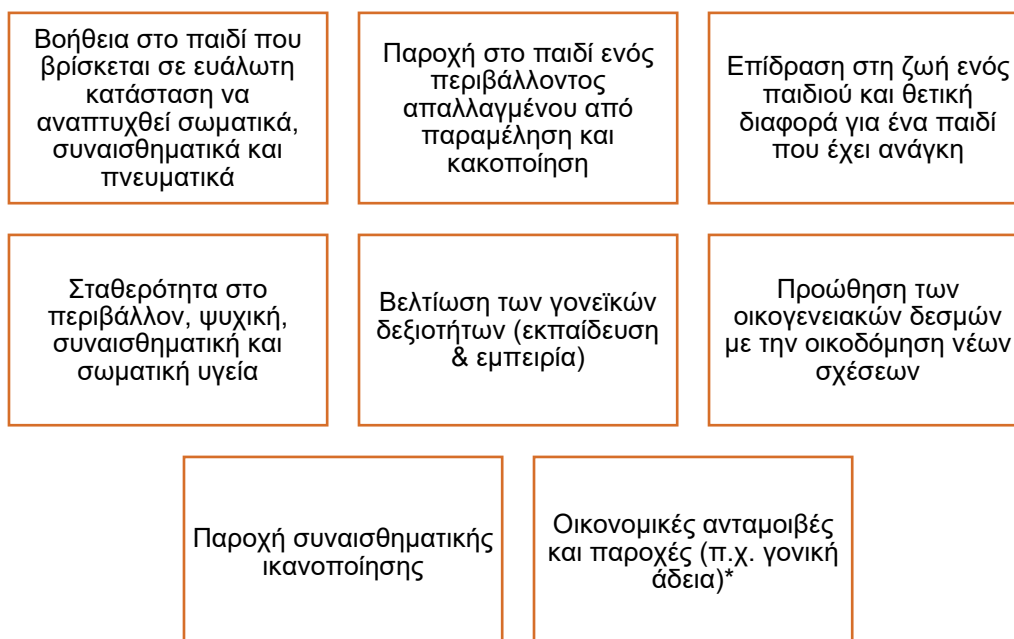 Βοήθεια στο παιδί που
βρίσκεται σε ευάλωτη
κατάσταση να
αναπτυχθεί σωματικά,
συναισθηματικά και
πνευματικά
Παροχή στο παιδί ενός
περιβάλλοντος
απαλλαγμένου από
παραμέληση και
κακοποίηση
Επίδραση στη ζωή ενός
παιδιού και θετική
διαφορά για ένα παιδί
που έχει ανάγκη
Σταθερότητα στο
περιβάλλον, ψυχική,
συναισθηματική και
σωματική υγεία
Βελτίωση των γονεϊκών
δεξιοτήτων (εκπαίδευση
& εμπειρία)
Προώθηση των
οικογενειακών δεσμών
με την οικοδόμηση νέων
σχέσεων
Παροχή συναισθηματικής
ικανοποίησης
Οικονομικές ανταμοιβές
και παροχές (π.χ. γονική
άδεια)*